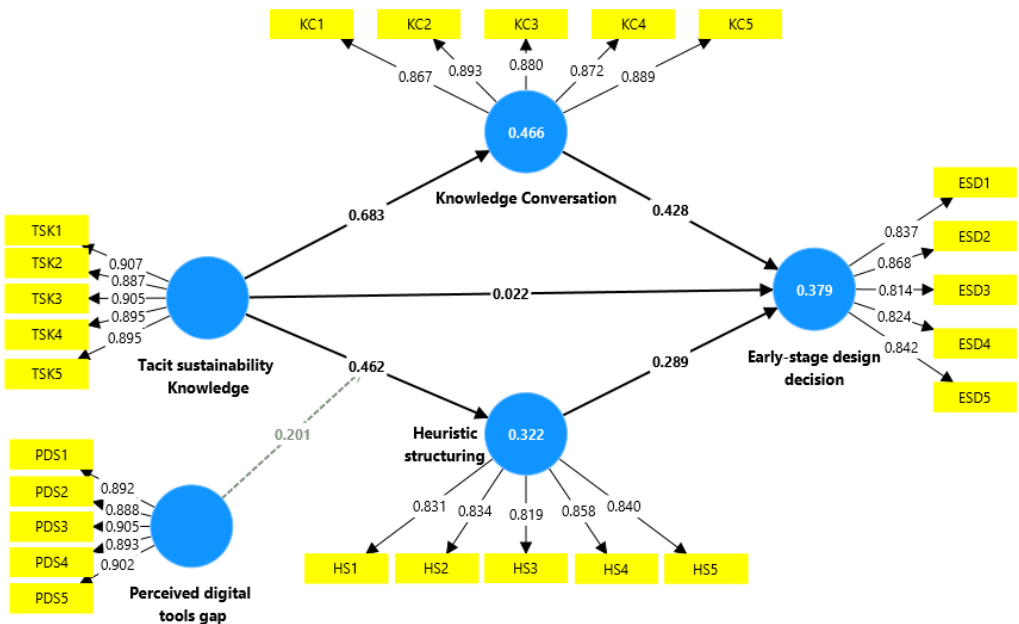 KC1 KC2 KC3 KC4 KC5
0.867 0.893 0.880 0.872 0.889
0.466
Knowledge Conversation
0.683
0.428
TSK1
TSK2
TSK3
TSK4
TSK5
0.907
0.887
0.905
0.895
0.895
Tacit sustainability
Knowledge
0.022
0.462
0.289
0.201
ESD1
ESD2
ESD3
ESD4
ESD5
0.837
0.868
0.814
0.824
0.842
0.379
Early-stage design
decision
Heuristic
structuring
0.322
0.831 0.834 0.819 0.858 0.840
HS1 HS2 HS3 HS4 HS5
PDS1
PDS2
PDS3
PDS4
PDS5
0.892
0.888
0.905
0.893
0.902
Perceived digital
tools gap